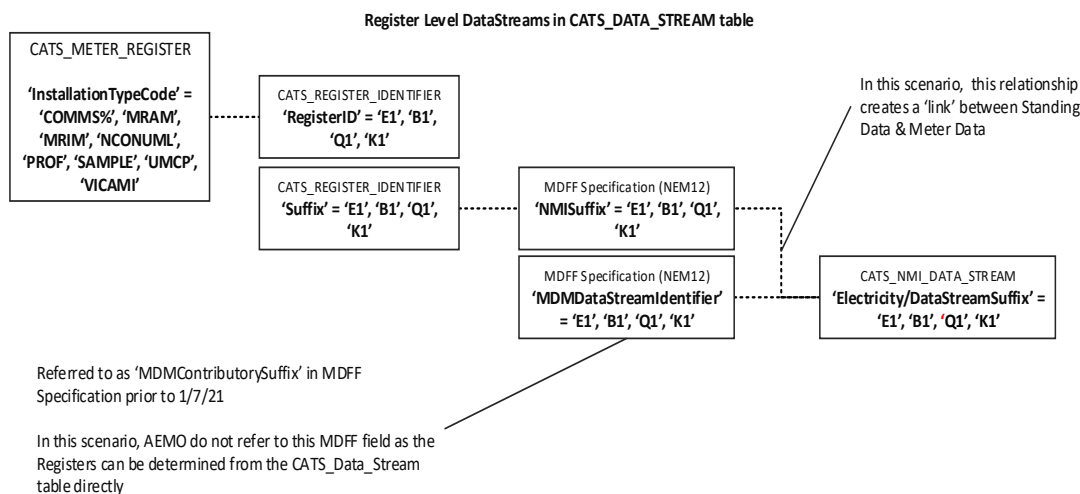 Register Level DataStreams in CATS_DATA_STREAM table
CATS_METER_REGISTER
‘InstallationTypeCode’ =
‘COMMS%’, ‘MRAM’,
‘MRIM’, ‘NCONUML’,
‘PROF’, ‘SAMPLE’, ‘UMCP’,
‘VICAMI’
CATS_REGISTER_IDENTIFIER
‘RegisterID’ = ‘E1’, ‘B1’,
‘Q1’, ‘K1’
CATS_REGISTER_IDENTIFIER
‘Suffix’ = ‘E1’, ‘B1’, ‘Q1’,
‘K1’
MDFF Specification (NEM12)
‘NMISuffix’ = ‘E1’, ‘B1’, ‘Q1’,
‘K1’
MDFF Specification (NEM12)
‘MDMDataStreamIdentifier’
= ‘E1’, ‘B1’, ‘Q1’, ‘K1’
CATS_NMI_DATA_STREAM
‘Electricity/DataStreamSuffix’ =
‘E1’, ‘B1’, ‘Q1’, ‘K1’
In this scenario, this relationship
creates a ‘link’ between Standing
Data & Meter Data
Referred to as ‘MDMContributorySuffix’ in MDFF
Specification prior to 1/7/21
In this scenario, AEMO do not refer to this MDFF field as the
Registers can be determined from the CATS_Data_Stream
table directly